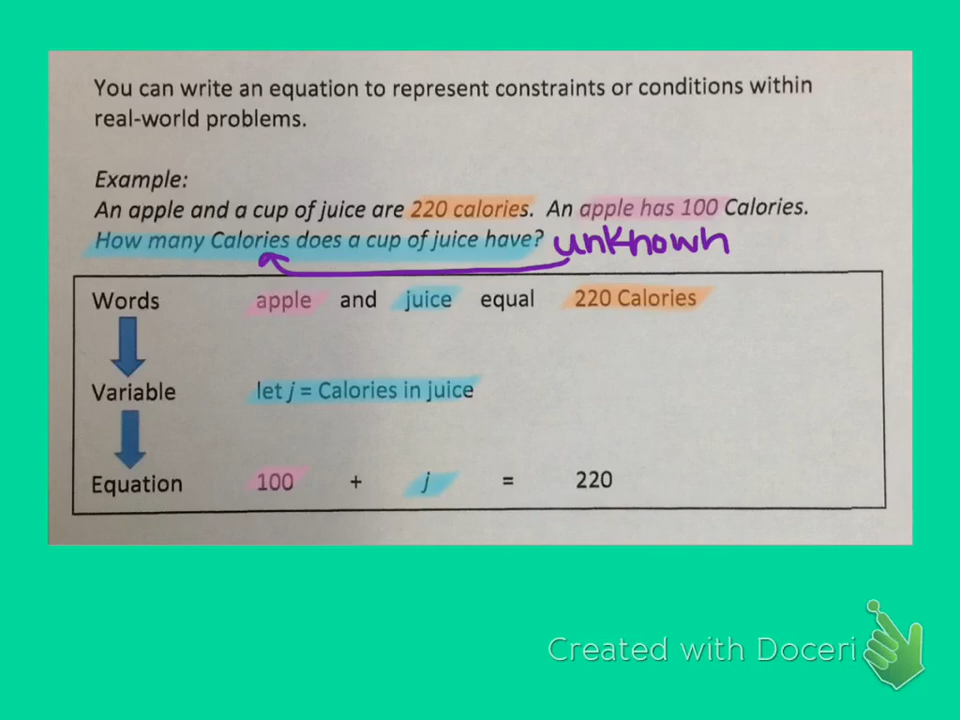 You can write an equation to represent constraints or conditions within
real-world problems.
Example:
An apple and a cup of juice are 220 calories. An apple has 100 Calories.
How many Calories does a cup of juice have? unknown
Words apple and juice equal 220 Calories
Variable let j = Calories in juice
Equation 100 + j = 220
Created with Doceri